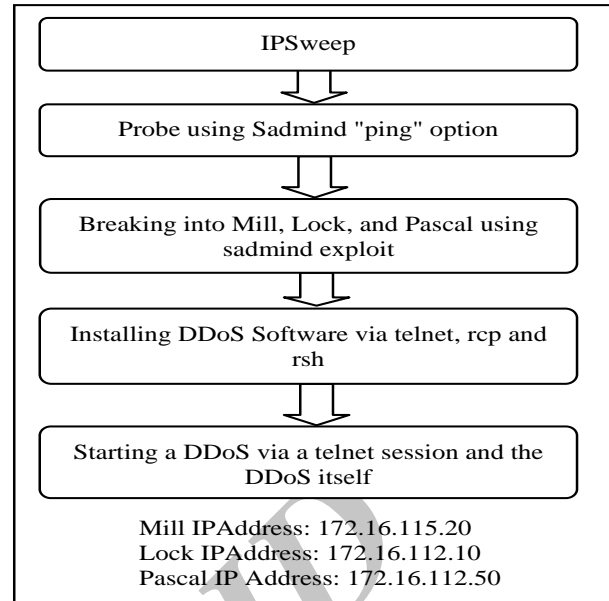 IPSweep
Probe using Sadmind "ping" option
Breaking into Mill, Lock, and Pascal using
sadmind exploit
Installing DDoS Software via telnet, rcp and
rsh
Starting a DDoS via a telnet session and the
DDoS itself
Mill IPAddress: 172.16.115.20
Lock IPAddress: 172.16.112.10
Pascal IP Address: 172.16.112.50